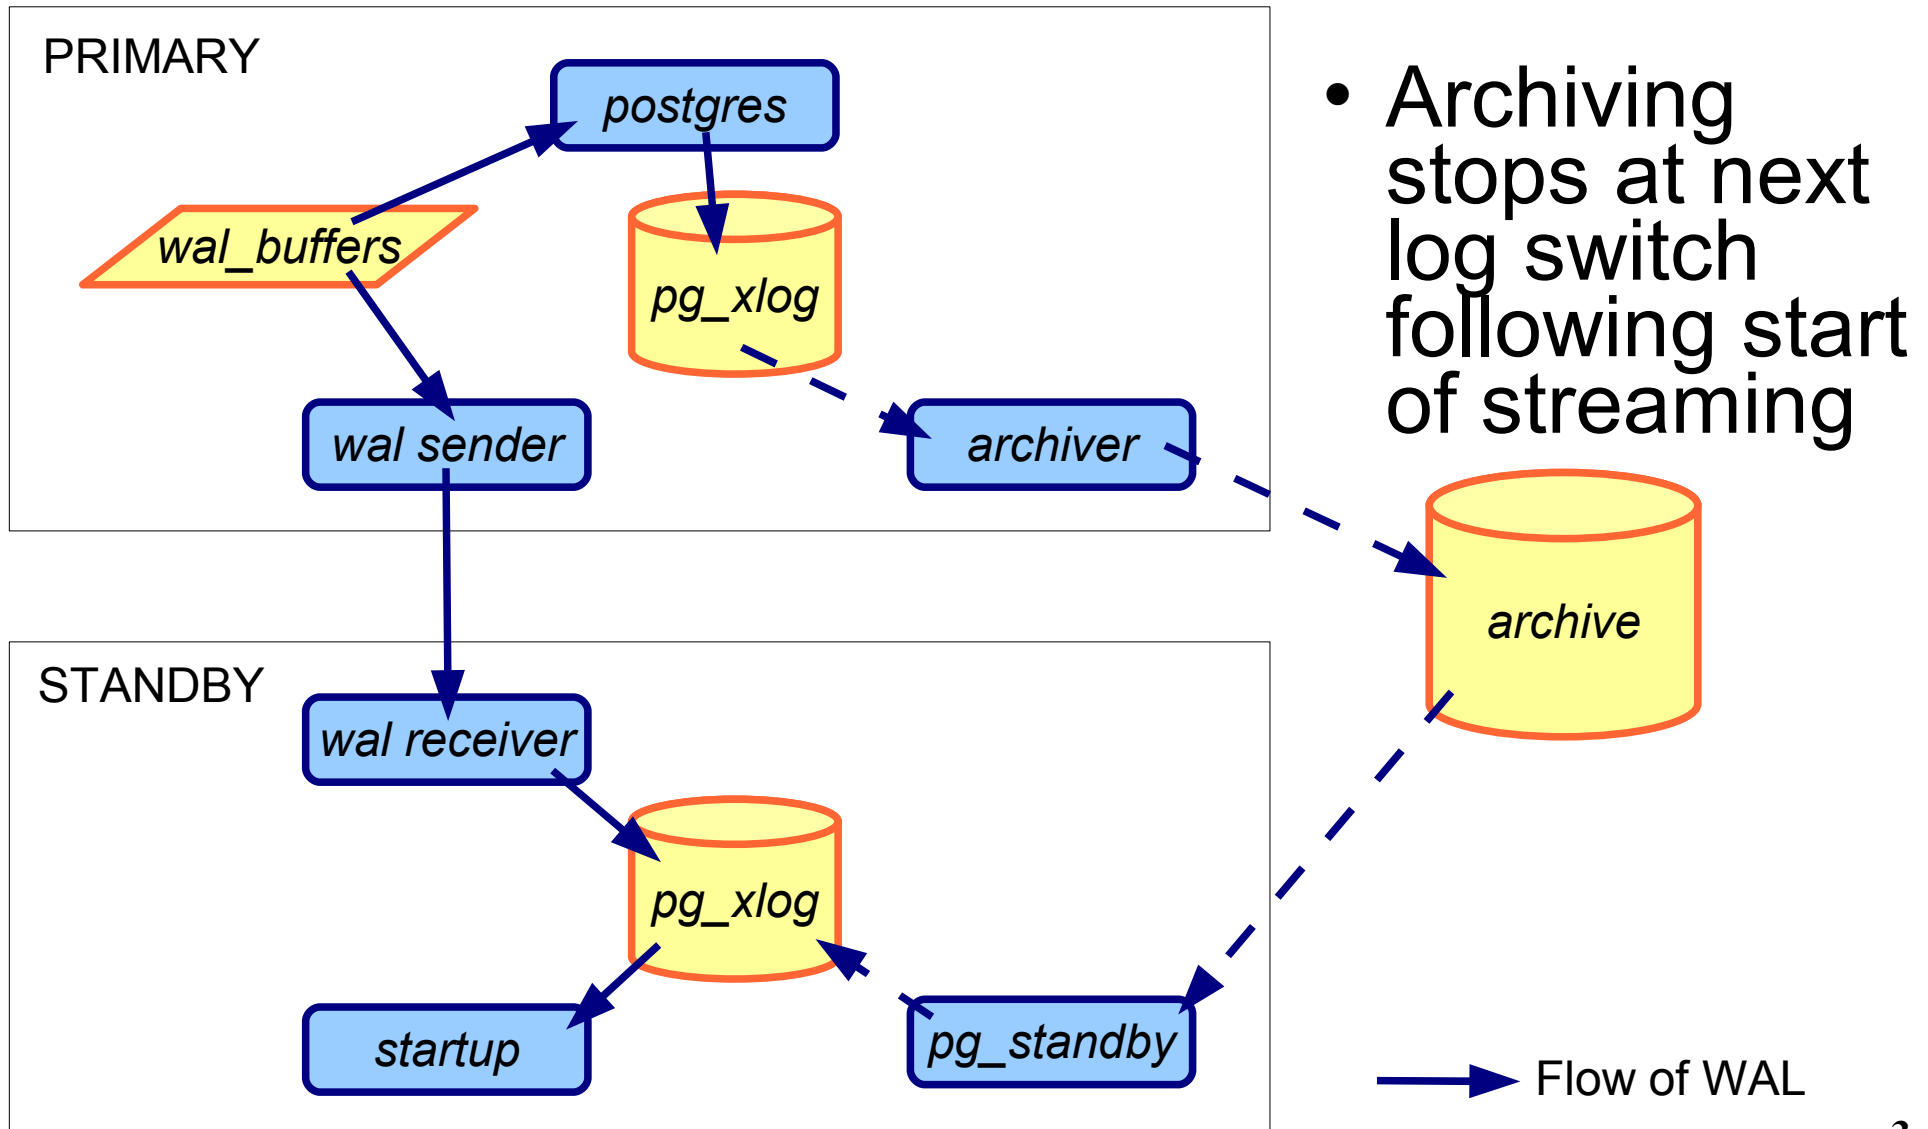 PRIMARY
postgres
wal_buffers
pg_xlog
wal sender
archiver
• Archiving
stops at next
log switch
following start
of streaming
archive
STANDBY
wal receiver
pg_xlog
startup
pg_standby
Flow of WAL